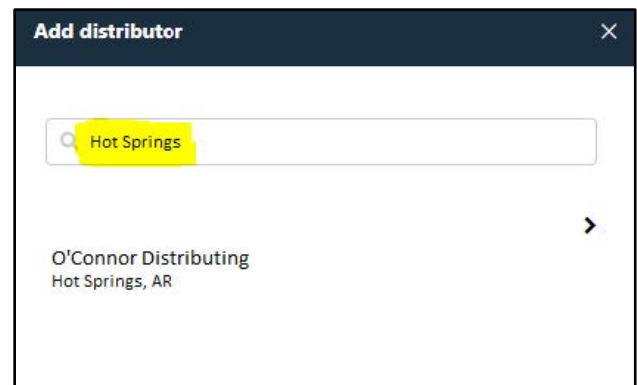 Add distributor
Hot Springs
O'Connor Distributing
Hot Springs, AR